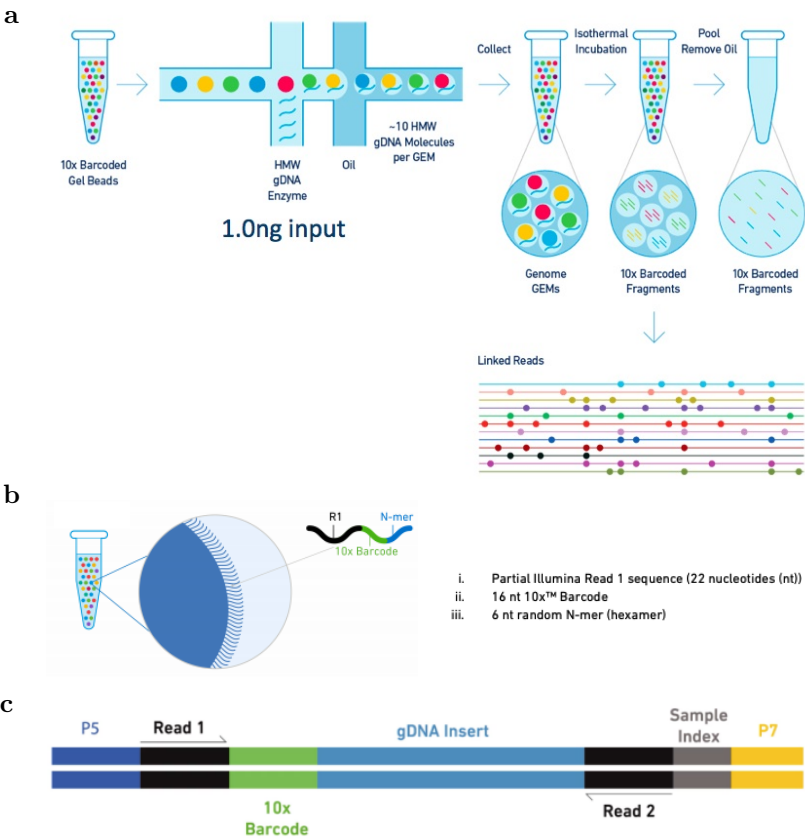 a
10x Barcoded
Gel Beads
HMW
gDNA
Enzyme
Oil
~10 HMW
gDNA Molecules
per GEM
1.0ng input
Collect
Isothermal
Incubation
Pool
Remove Oil
Genome
GEMs
10x Barcoded
Fragments
10x Barcoded
Fragments
Linked Reads
b
R1
N-mer
10x Barcode
i. Partial Illumina Read 1 sequence (22 nucleotides (nt))
ii. 16 nt 10x™ Barcode
iii. 6 nt random N-mer (hexamer)
c
P5
Read 1
gDNA Insert
Sample
Index
P7
10x
Barcode
Read 2